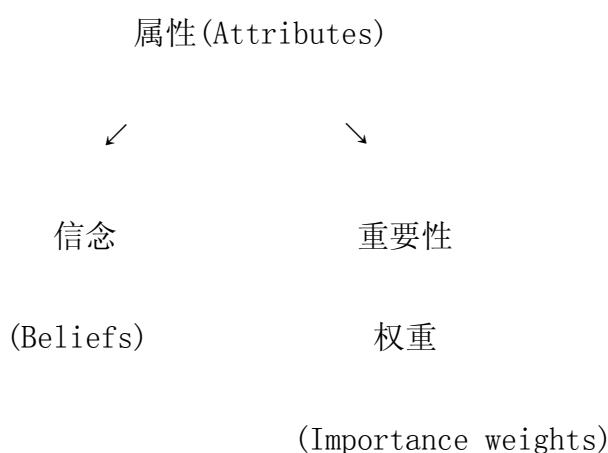 属性(Attributes)
↙ ↘
信念 重要性
(Beliefs) 权重
(Importance weights)